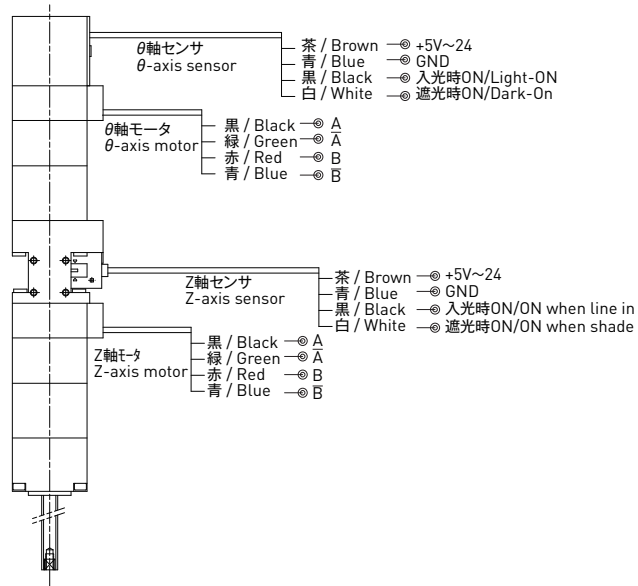 θ軸センサ
θ-axis sensor
茶 / Brown +5V～24
青 / Blue GND
黒 / Black 入光時ON/Light-ON
白 / White 遮光時ON/Dark-On
θ軸モータ
θ-axis motor
黒 / Black A
緑 / Green A̅
赤 / Red B
青 / Blue B̅
Z軸センサ
Z-axis sensor
茶 / Brown +5V～24
青 / Blue GND
黒 / Black 入光時ON/ON when line in
白 / White 遮光時ON/ON when shade
Z軸モータ
Z-axis motor
黒 / Black A
緑 / Green A̅
赤 / Red B
青 / Blue B̅